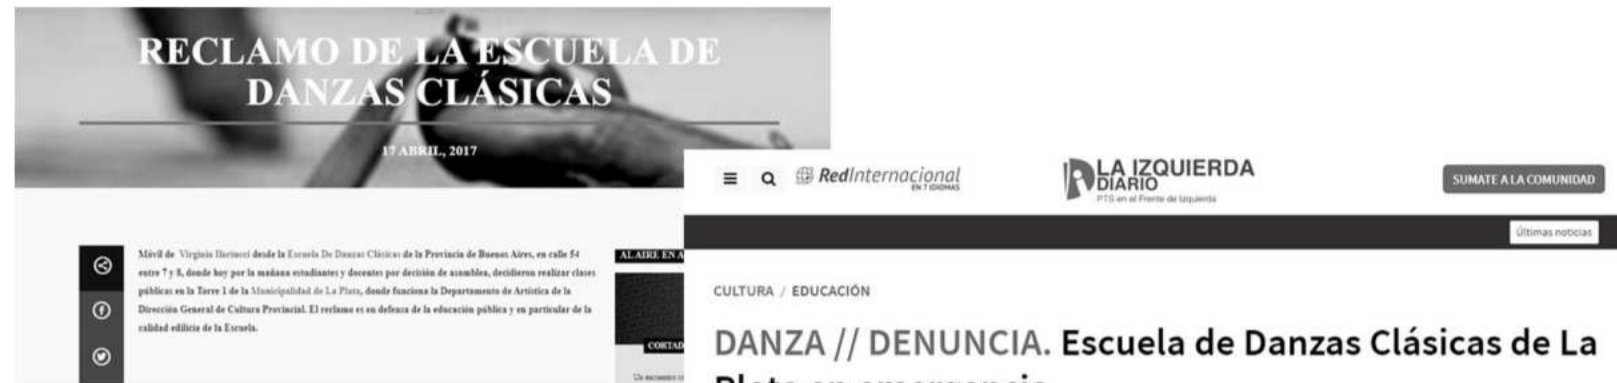 RECLAMO DE LA ESCUELA DE
DANZAS CLÁSICAS
17 ABRIL, 2017
Móvil de Virginia desde la Escuela De Danzas Clásicas de la Provincia de Buenos Aires, en calle 54
entre 7 y 8, donde hoy por la mañana estudiantes y docentes por decisión de asamblea, decidieron realizar clases
públicas en la Torre 1 de la Municipalidad de La Plata, donde funciona la Departamento de Artística de la
Dirección General de Cultura Provincial. El reclamo es en defensa de la educación pública y en particular de la
calidad edilicia de la Escuela.
AL AIRE EN A
CORTAD
Un encuentro
RedInternacional
EN 7 IDIOMAS
LA IZQUIERDA
DIARIO
PTS en el Frente de Izquierda
SUMATE A LA COMUNIDAD
Últimas noticias
CULTURA / EDUCACIÓN
DANZA // DENUNCIA. Escuela de Danzas Clásicas de La
Plata en emergencia